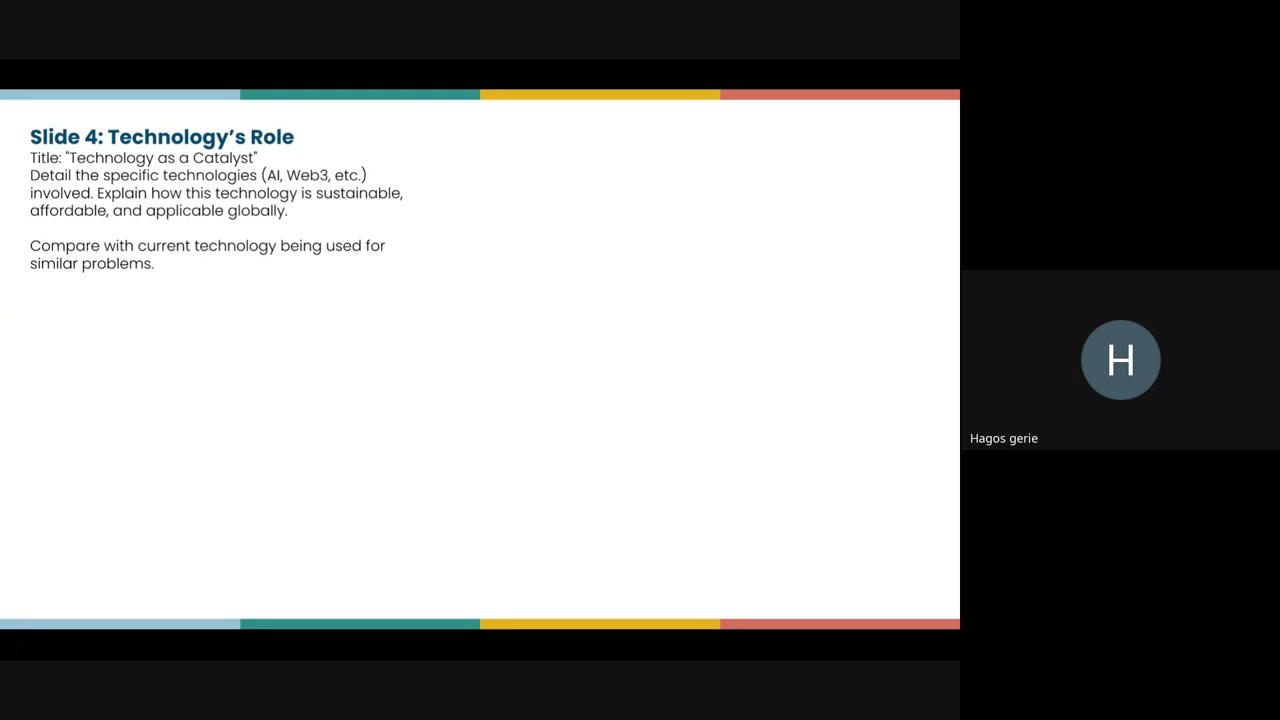 Slide 4: Technology’s Role
Title: "Technology as a Catalyst"
Detail the specific technologies (AI, Web3, etc.)
involved. Explain how this technology is sustainable,
affordable, and applicable globally.
Compare with current technology being used for
similar problems.
H
Hagos gerie